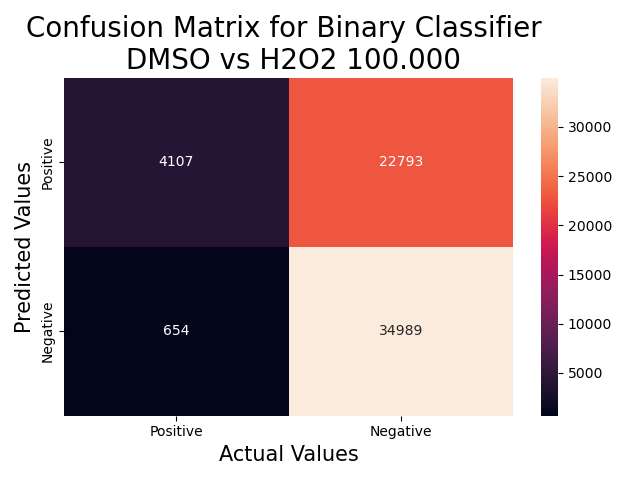 Confusion Matrix for Binary Classifier
DMSO vs H2O2 100.000
Predicted Values
Positive
Negative
4107
22793
654
34989
Positive
Negative
Actual Values
30000
25000
20000
15000
10000
5000